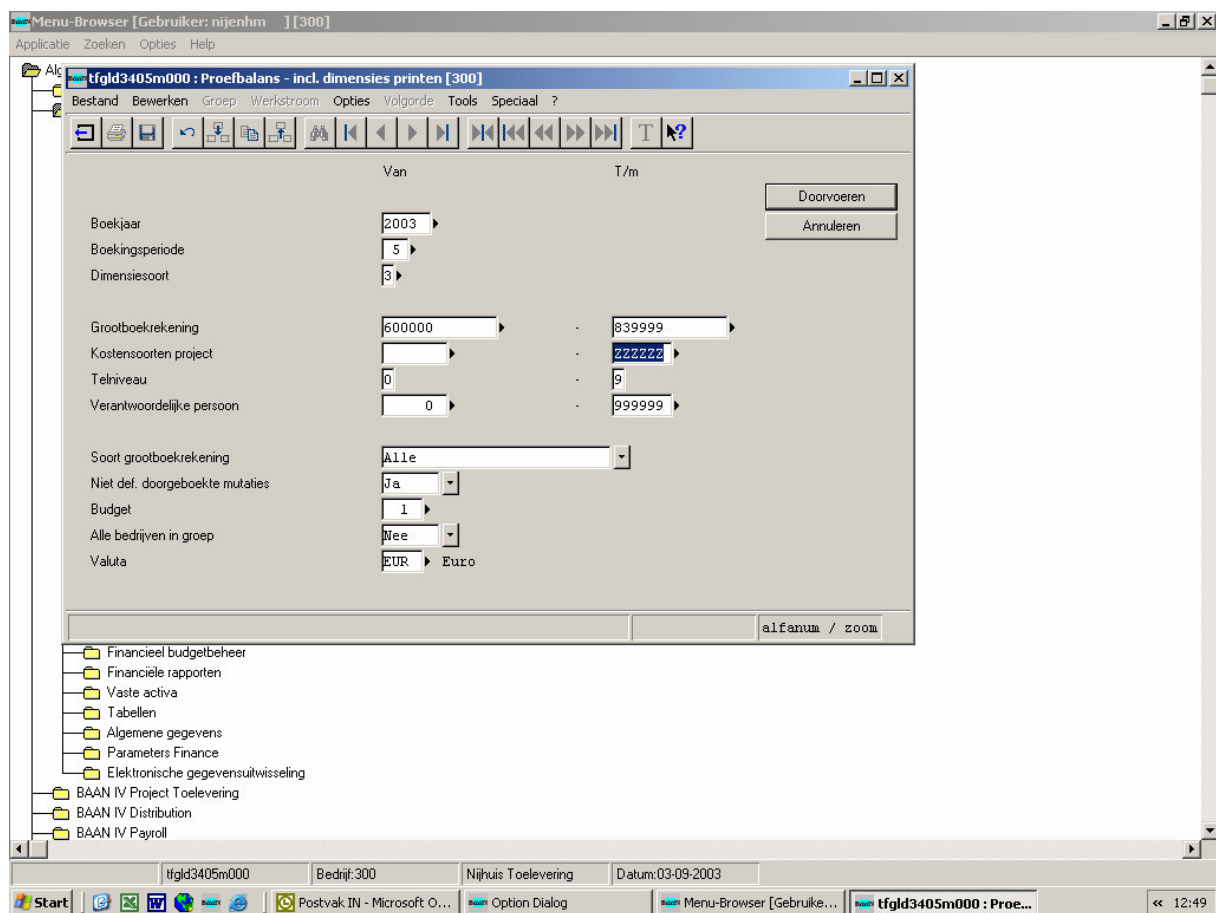 Menu-Browser [Gebruiker: nijenhm ] [300]
Applicatie Zoeken Opties Help
tfgld3405m000 : Proefbalans - incl. dimensies printen [300]
Bestand Bewerken Groep Werkstroom Opties Volgorde Tools Speciaal ?
Van T/m
Doorvoeren
Boekjaar 2003
Annuleren
Boekingsperiode 5
Dimensiesoort 3
Grootboekrekening 600000 - 839999
Kostensoorten project - ZZZZZZ
Telniveau 0 - 9
Verantwoordelijke persoon 0 - 999999
Soort grootboekrekening Alle
Niet def. doorgeboekte mutaties Ja
Budget 1
Alle bedrijven in groep Nee
Valuta EUR Euro
alfanum / zoom
Financieel budgetbeheer
Financiële rapporten
Vaste activa
Tabellen
Algemene gegevens
Parameters Finance
Elektronische gegevensuitwisseling
BAAN IV Project Toelevering
BAAN IV Distribution
BAAN IV Payroll
tfgld3405m000 Bedrijf:300 Nijhuis Toelevering Datum:03-09-2003
Start Postvak IN - Microsoft O... Option Dialog Menu-Browser [Gebruike... tfgld3405m000 : Proe... « 12:49